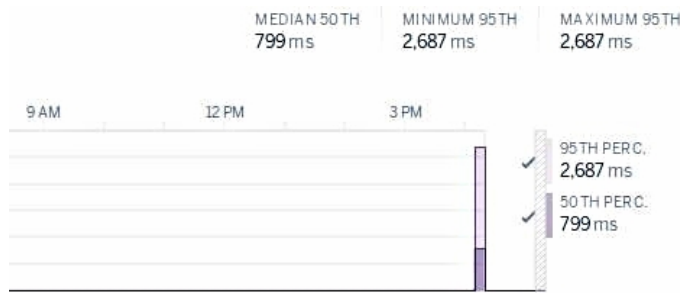 MEDIAN 50TH MINIMUM 95TH MAXIMUM 95TH
799 ms 2,687 ms 2,687 ms
9 AM 12 PM 3 PM
95TH PERC.
2,687 ms
50TH PERC.
799 ms